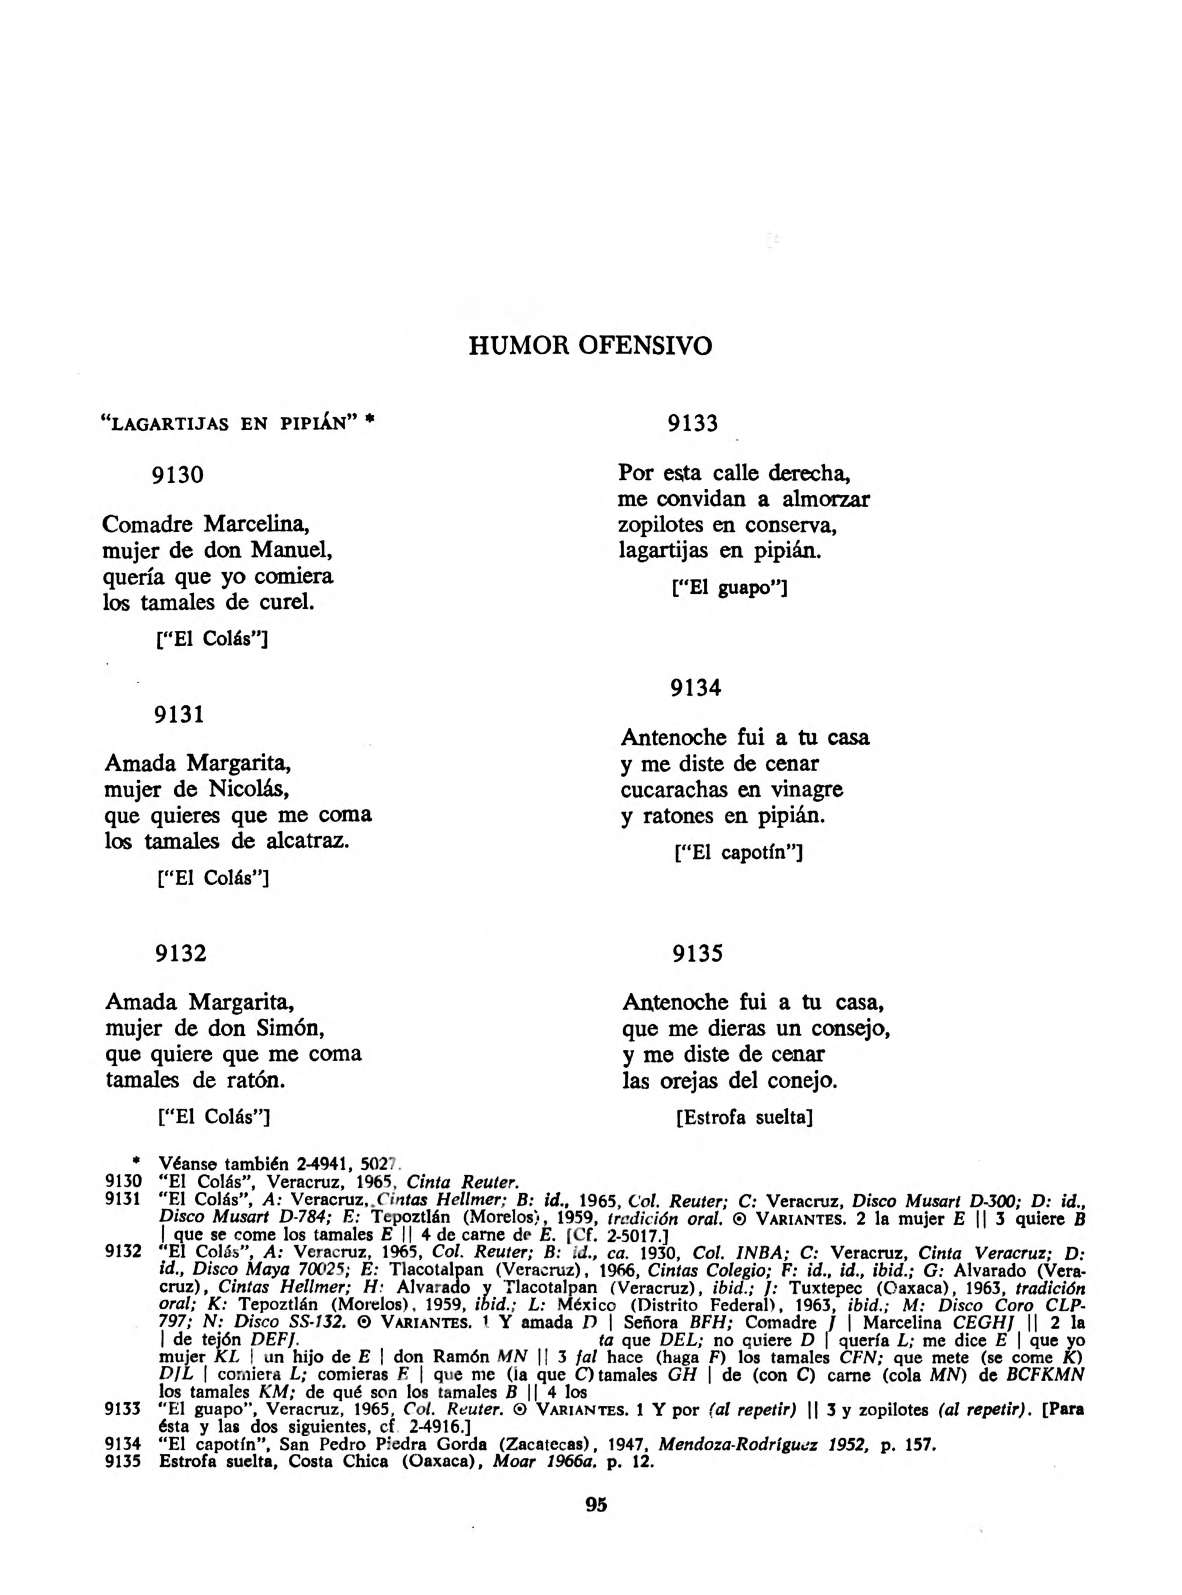 HUMOR OFENSIVO
“LAGARTIJAS EN PIPIÁN” *
9130
Comadre Marcelina,
mujer de don Manuel,
quería que yo comiera
los tamales de curel.
[“El Colás”]
9131
Amada Margarita,
mujer de Nicolás,
que quieres que me coma
los tamales de alcatraz.
[“El Colás”]
9132
Amada Margarita,
mujer de don Simón,
que quiere que me coma
tamales de ratón.
[“El Colás”]
9133
Por esta calle derecha,
me convidan a almorzar
zopilotes en conserva,
lagartijas en pipián.
[“El guapo”]
9134
Antenoche fui a tu casa
y me diste de cenar
cucarachas en vinagre
y ratones en pipián.
[“El capotín”]
9135
Antenoche fui a tu casa,
que me dieras un consejo,
y me diste de cenar
las orejas del conejo.
[Estrofa suelta]
* Véanse también 2-4941, 5027.
9130 “El Colás”, Veracruz, 1965, Cinta Reuter.
9131 “El Colás”, A: Veracruz, Cintas Hellmer; B: id., 1965, Col. Reuter; C: Veracruz, Disco Musart D-300; D: id.,
Disco Musart D-784; E: Tepoztlán (Morelos), 1959, tradición oral. ⊙ VARIANTES. 2 la mujer E || 3 quiere B
| que se come los tamales E || 4 de carne de E. [Cf. 2-5017.]
9132 “El Colás”, A: Veracruz, 1965, Col. Reuter; B: id., ca. 1930, Col. INBA; C: Veracruz, Cinta Veracruz; D:
id., Disco Maya 70025; E: Tlacotalpan (Veracruz), 1966, Cintas Colegio; F: id., id., ibid.; G: Alvarado (Vera-
cruz), Cintas Hellmer; H: Alvarado y Tlacotalpan (Veracruz), ibid.; J: Tuxtepec (Oaxaca), 1963, tradición
oral; K: Tepoztlán (Morelos), 1959, ibid.; L: México (Distrito Federal), 1963, ibid.; M: Disco Coro CLP-
797; N: Disco SS-132. ⊙ VARIANTES. 1 Y amada D | Señora BFH; Comadre J | Marcelina CEGHJ || 2 la
| de tejón DEFJ. ta que DEL; no quiere D | quería L; me dice E | que yo
mujer KL | un hijo de E | don Ramón MN || 3 fal hace (haga F) los tamales CFN; que mete (se come K)
DJL | comiera L; comieras E | que me (ia que C) tamales GH | de (con C) carne (cola MN) de BCFKMN
los tamales KM; de qué son los tamales B || 4 los
9133 “El guapo”, Veracruz, 1965, Col. Reuter. ⊙ VARIANTES. 1 Y por (al repetir) || 3 y zopilotes (al repetir). [Para
ésta y las dos siguientes, cf. 2-4916.]
9134 “El capotín”, San Pedro Piedra Gorda (Zacatecas), 1947, Mendoza-Rodríguez 1952, p. 157.
9135 Estrofa suelta, Costa Chica (Oaxaca), Moar 1966a. p. 12.
95